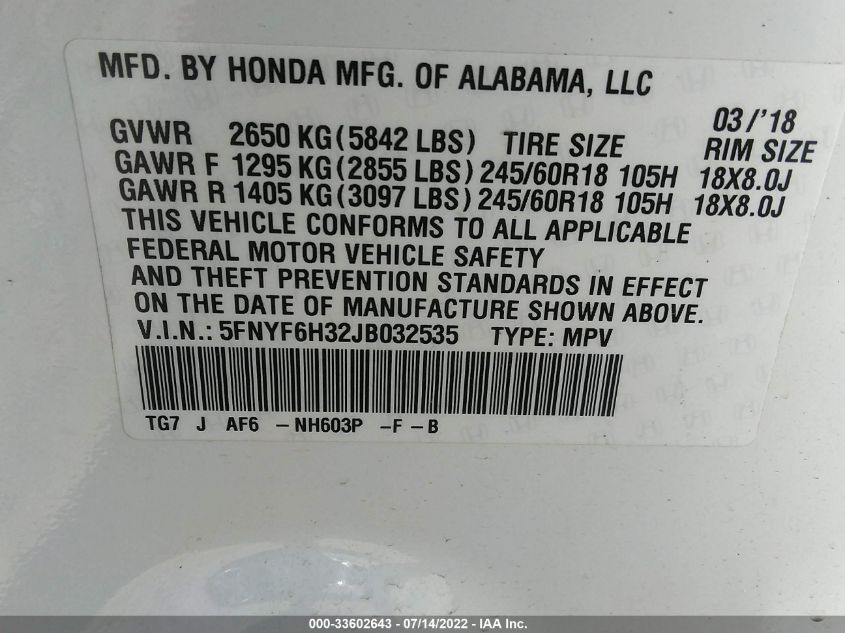 MFD. BY HONDA MFG. OF ALABAMA, LLC
03/'18
GVWR 2650 KG(5842 LBS) TIRE SIZE RIM SIZE
GAWR F 1295 KG(2855 LBS)245/60R18 105H 18X8.0J
GAWR R 1405 KG(3097 LBS)245/60R18 105H 18X8.0J
THIS VEHICLE CONFORMS TO ALL APPLICABLE
FEDERAL MOTOR VEHICLE SAFETY
AND THEFT PREVENTION STANDARDS IN EFFECT
ON THE DATE OF MANUFACTURE SHOWN ABOVE.
V.I.N.: 5FNYF6H32JB032535 TYPE: MPV
TG7 J AF6 -NH603P -F-B
000-33602643 - 07/14/2022 - IAA Inc.